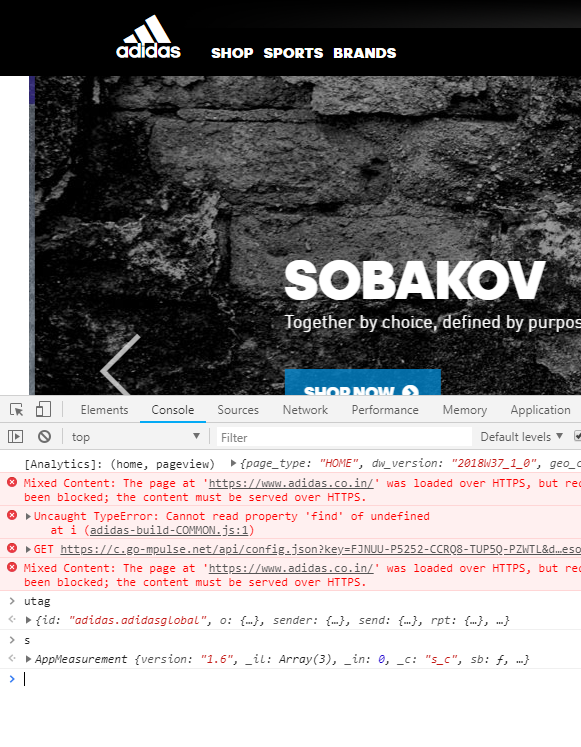 adidas
SHOP SPORTS BRANDS
SOBAKOV
Together by choice, defined by purpos
SHOP NOW
Elements Console Sources Network Performance Memory Application
top Filter Default levels
[Analytics]: (home, pageview) {page_type: "HOME", dw_version: "2018W37_1_0", geo_c
Mixed Content: The page at 'https://www.adidas.co.in/' was loaded over HTTPS, but rec
been blocked; the content must be served over HTTPS.
Uncaught TypeError: Cannot read property 'find' of undefined
at i (adidas-build-COMMON.js:1)
GET https://c.go-mpulse.net/api/config.json?key=FJNUU-P5252-CCRQ8-TUP5Q-PZWTL&d…eso
Mixed Content: The page at 'https://www.adidas.co.in/' was loaded over HTTPS, but rec
been blocked; the content must be served over HTTPS.
utag
{id: "adidas.adidasglobal", o: {…}, sender: {…}, send: {…}, rpt: {…}, …}
s
AppMeasurement {version: "1.6", _il: Array(3), _in: 0, _c: "s_c", sb: ƒ, …}